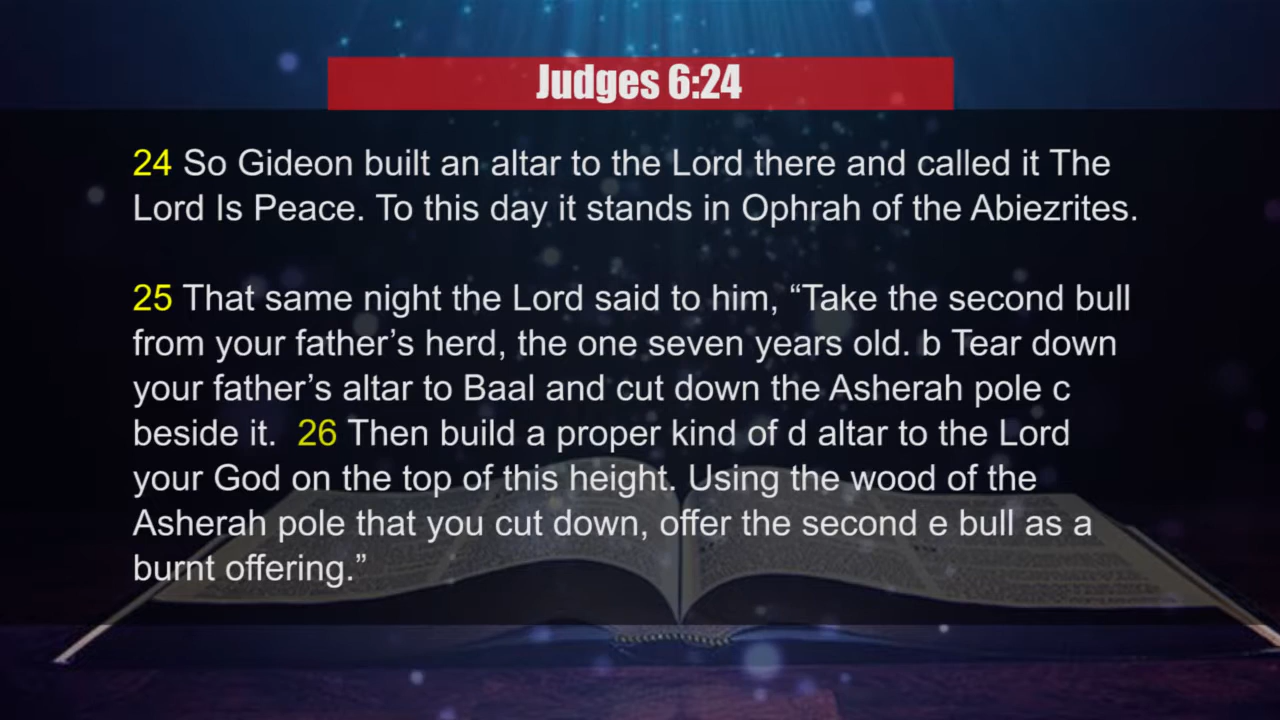 Judges 6:24
24 So Gideon built an altar to the Lord there and called it The
Lord Is Peace. To this day it stands in Ophrah of the Abiezrites.
25 That same night the Lord said to him, “Take the second bull
from your father’s herd, the one seven years old. b Tear down
your father’s altar to Baal and cut down the Asherah pole c
beside it.  26 Then build a proper kind of d altar to the Lord
your God on the top of this height. Using the wood of the
Asherah pole that you cut down, offer the second e bull as a
burnt offering.”